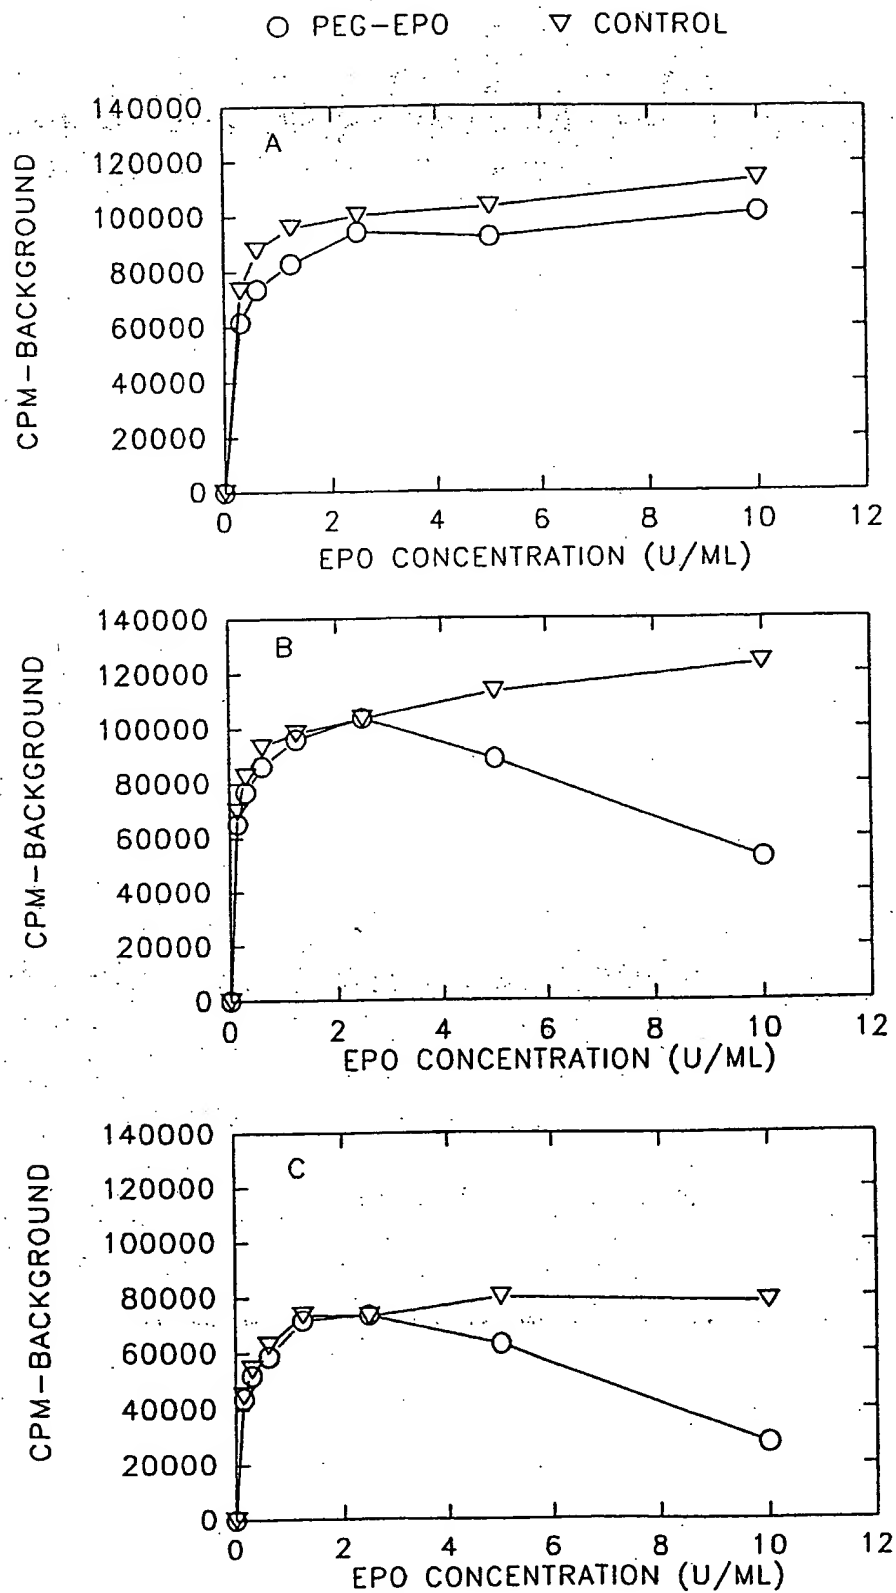 ○ PEG-EPO ▽ CONTROL
A
CPM-BACKGROUND
140000
120000
100000
80000
60000
40000
20000
0
0 2 4 6 8 10 12
EPO CONCENTRATION (U/ML)
B
CPM-BACKGROUND
140000
120000
100000
80000
60000
40000
20000
0
0 2 4 6 8 10 12
EPO CONCENTRATION (U/ML)
C
CPM-BACKGROUND
140000
120000
100000
80000
60000
40000
20000
0
0 2 4 6 8 10 12
EPO CONCENTRATION (U/ML)